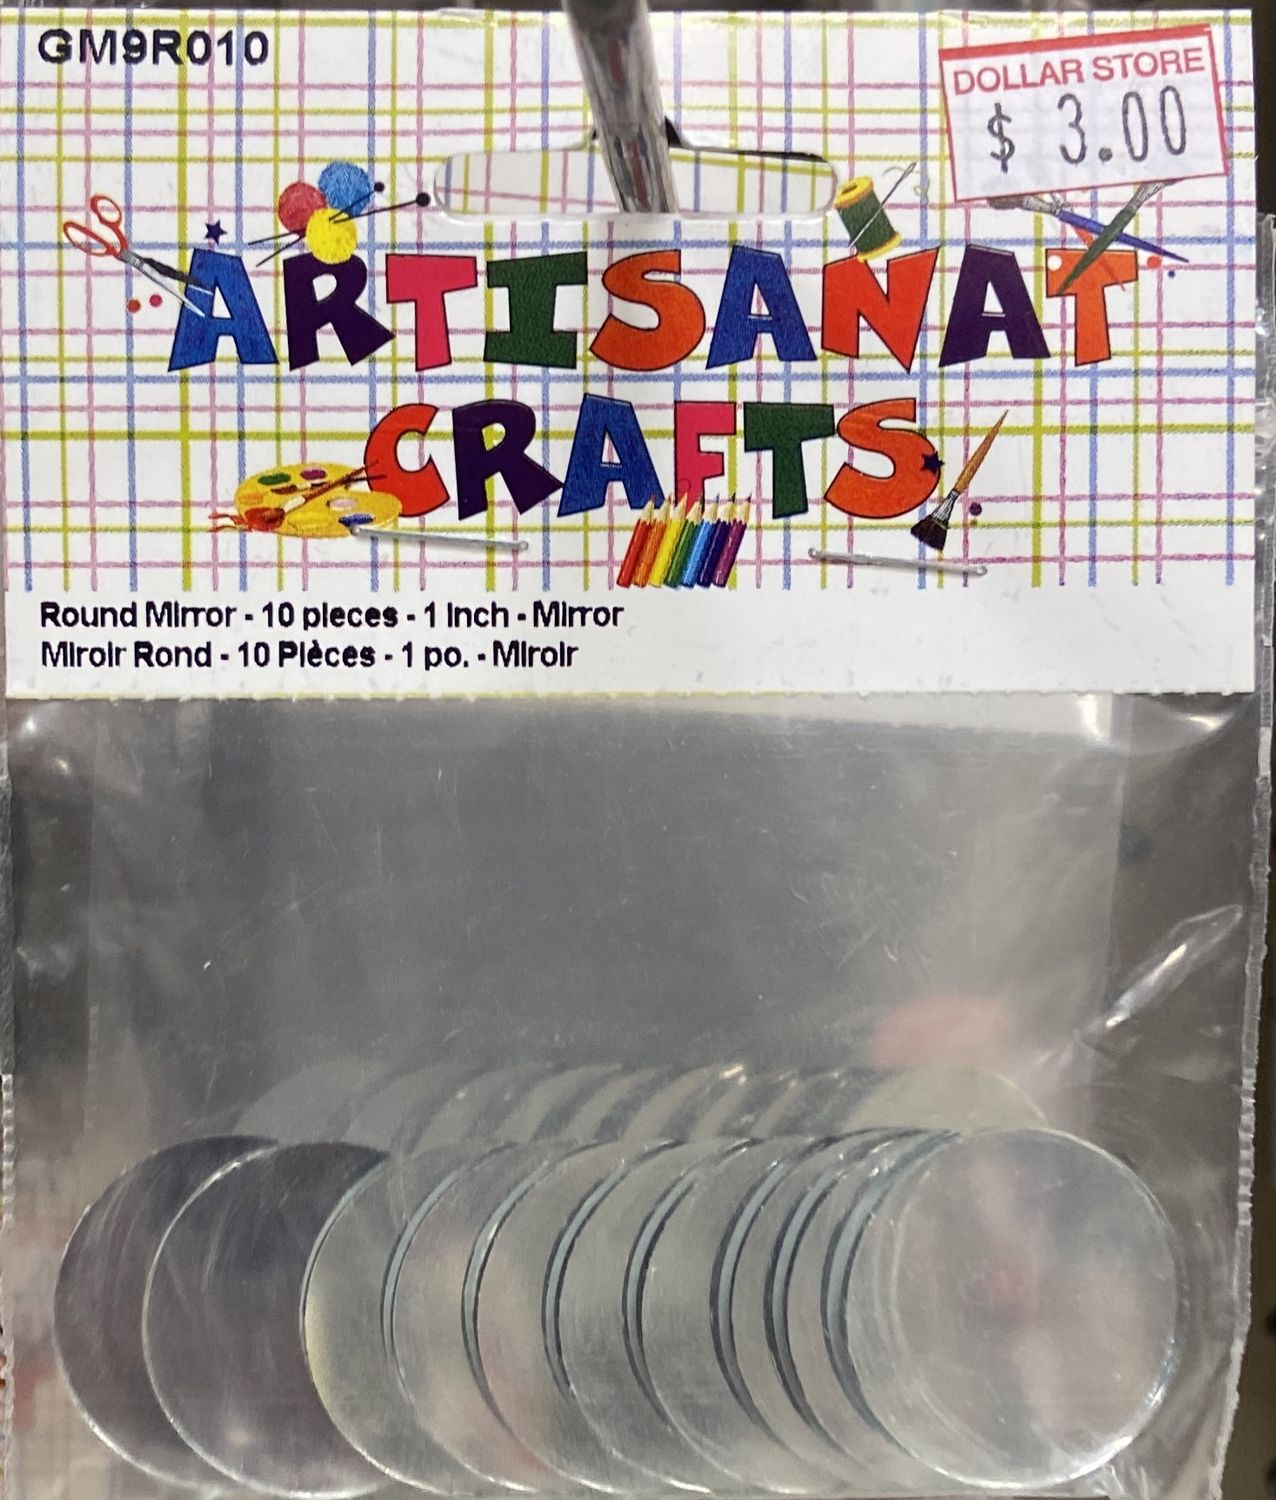 GM9R010
DOLLAR STORE
$ 3.00
ARTISANAT
CRAFTS
Round Mirror - 10 pieces - 1 Inch - Mirror
Miroir Rond - 10 Pièces - 1 po. - Miroir